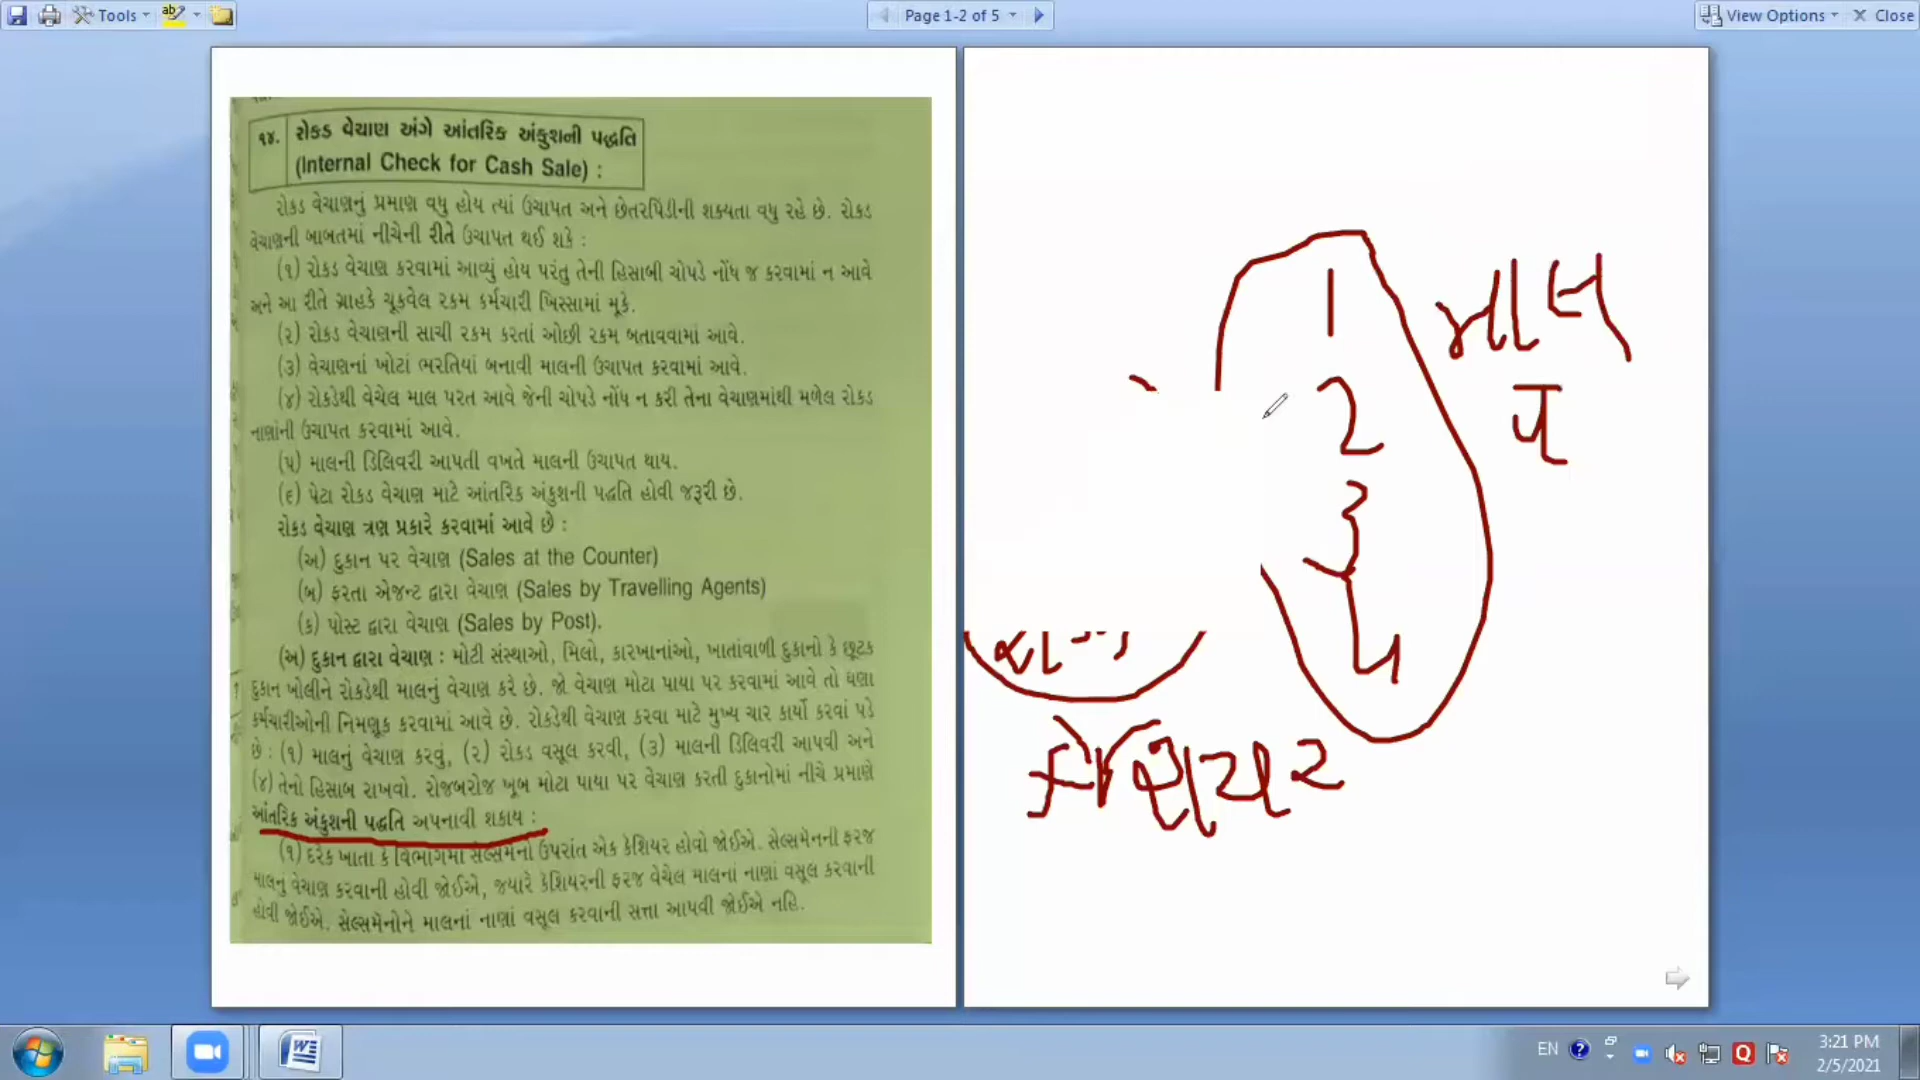 Tools
Page 1-2 of 5
View Options
Close
૧૪. રોકડ વેચાણ અંગે આંતરિક અંકુશની પદ્ધતિ
(Internal Check for Cash Sale) :
રોકડ વેચાણનું પ્રમાણ વધુ હોય ત્યાં ઉચાપત અને છેતરપિંડીની શક્યતા વધુ રહે છે. રોકડ
વેચાણની બાબતમાં નીચેની રીતે ઉચાપત થઈ શકે :
(૧) રોકડ વેચાણ કરવામાં આવ્યું હોય પરંતુ તેની હિસાબી ચોપડે નોંધ જ કરવામાં ન આવે
અને આ રીતે ગ્રાહકે ચૂકવેલ રકમ કર્મચારી ખિસ્સામાં મૂકે.
(૨) રોકડ વેચાણની સાચી રકમ કરતાં ઓછી રકમ બતાવવામાં આવે.
(૩) વેચાણનાં ખોટાં ભરતિયાં બનાવી માલની ઉચાપત કરવામાં આવે.
(૪) રોકડેથી વેચેલ માલ પરત આવે જેની ચોપડે નોંધ ન કરી તેના વેચાણમાંથી મળેલ રોકડ
નાણાંની ઉચાપત કરવામાં આવે.
(૫) માલની ડિલિવરી આપતી વખતે માલની ઉચાપત થાય.
(૬) પેટા રોકડ વેચાણ માટે આંતરિક અંકુશની પદ્ધતિ હોવી જરૂરી છે.
રોકડ વેચાણ ત્રણ પ્રકારે કરવામાં આવે છે :
(અ) દુકાન પર વેચાણ (Sales at the Counter)
(બ) ફરતા એજન્ટ દ્વારા વેચાણ (Sales by Travelling Agents)
(ક) પોસ્ટ દ્વારા વેચાણ (Sales by Post).
(અ) દુકાન દ્વારા વેચાણ : મોટી સંસ્થાઓ, મિલો, કારખાનાંઓ, ખાતાંવાળી દુકાનો કે છૂટક
દુકાન ખોલીને રોકડેથી માલનું વેચાણ કરે છે. જો વેચાણ મોટા પાયા પર કરવામાં આવે તો ઘણા
કર્મચારીઓની નિમણૂક કરવામાં આવે છે. રોકડેથી વેચાણ કરવા માટે મુખ્ય ચાર કાર્યો કરવાં પડે
છે : (૧) માલનું વેચાણ કરવું, (૨) રોકડ વસૂલ કરવી, (૩) માલની ડિલિવરી આપવી અને
(૪) તેનો હિસાબ રાખવો. રોજબરોજ ખૂબ મોટા પાયા પર વેચાણ કરતી દુકાનોમાં નીચે પ્રમાણે
આંતરિક અંકુશની પદ્ધતિ અપનાવી શકાય :
(૧) દરેક ખાતા કે વિભાગમાં સેલ્સમેનો ઉપરાંત એક કેશિયર હોવો જોઈએ. સેલ્સમેનની ફરજ
માલનું વેચાણ કરવાની હોવી જોઈએ, જ્યારે કેશિયરની ફરજ વેચેલ માલનાં નાણાં વસૂલ કરવાની
હોવી જોઈએ. સેલ્સમેનોને માલનાં નાણાં વસૂલ કરવાની સત્તા આપવી જોઈએ નહિ.
1
2
3
માલ
EN
3:21 PM
2/5/2021